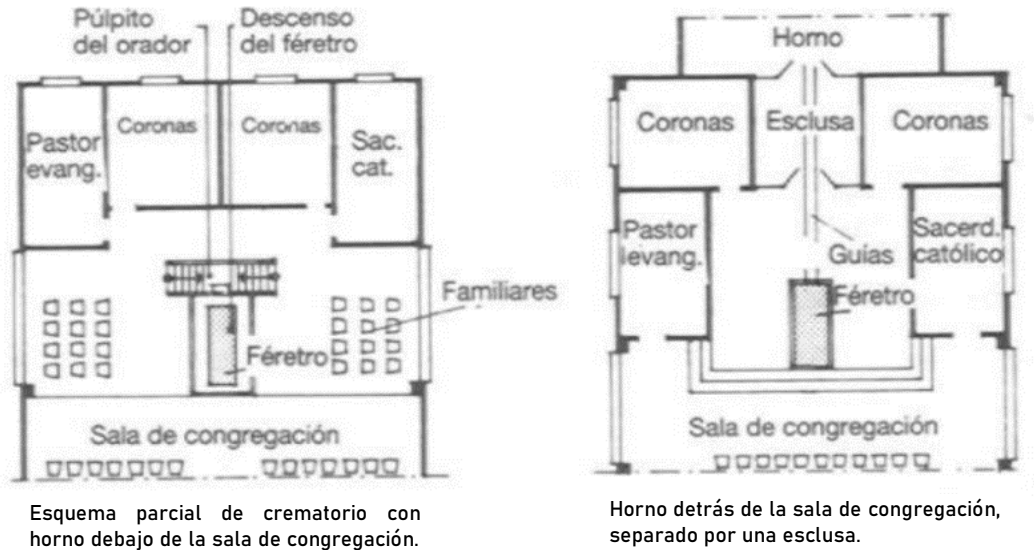 Púlpito
del orador
Descenso
del féretro
Pastor
evang.
Coronas
Coronas
Sac.
cat.
Familiares
Féretro
Sala de congregación
Esquema parcial de crematorio con
horno debajo de la sala de congregación.
Horno
Coronas
Esclusa
Coronas
Pastor
evang.
Guías
Sacerd.
católico
Féretro
Sala de congregación
Horno detrás de la sala de congregación,
separado por una esclusa.